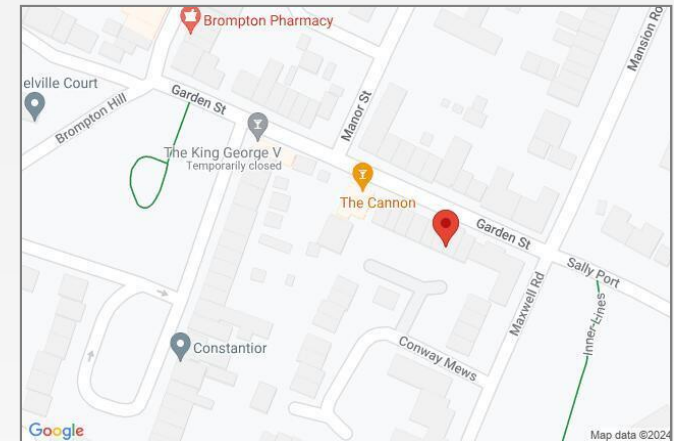 Brompton Pharmacy
Mansion Ro
elville Court
Garden St
Brompton Hill
Manor St
The King George V
Temporarily closed
The Cannon
Garden St
Sally Port
Maxwell Rd
Inner-Lines
Constantior
Conway Mews
Google
Map data ©2024